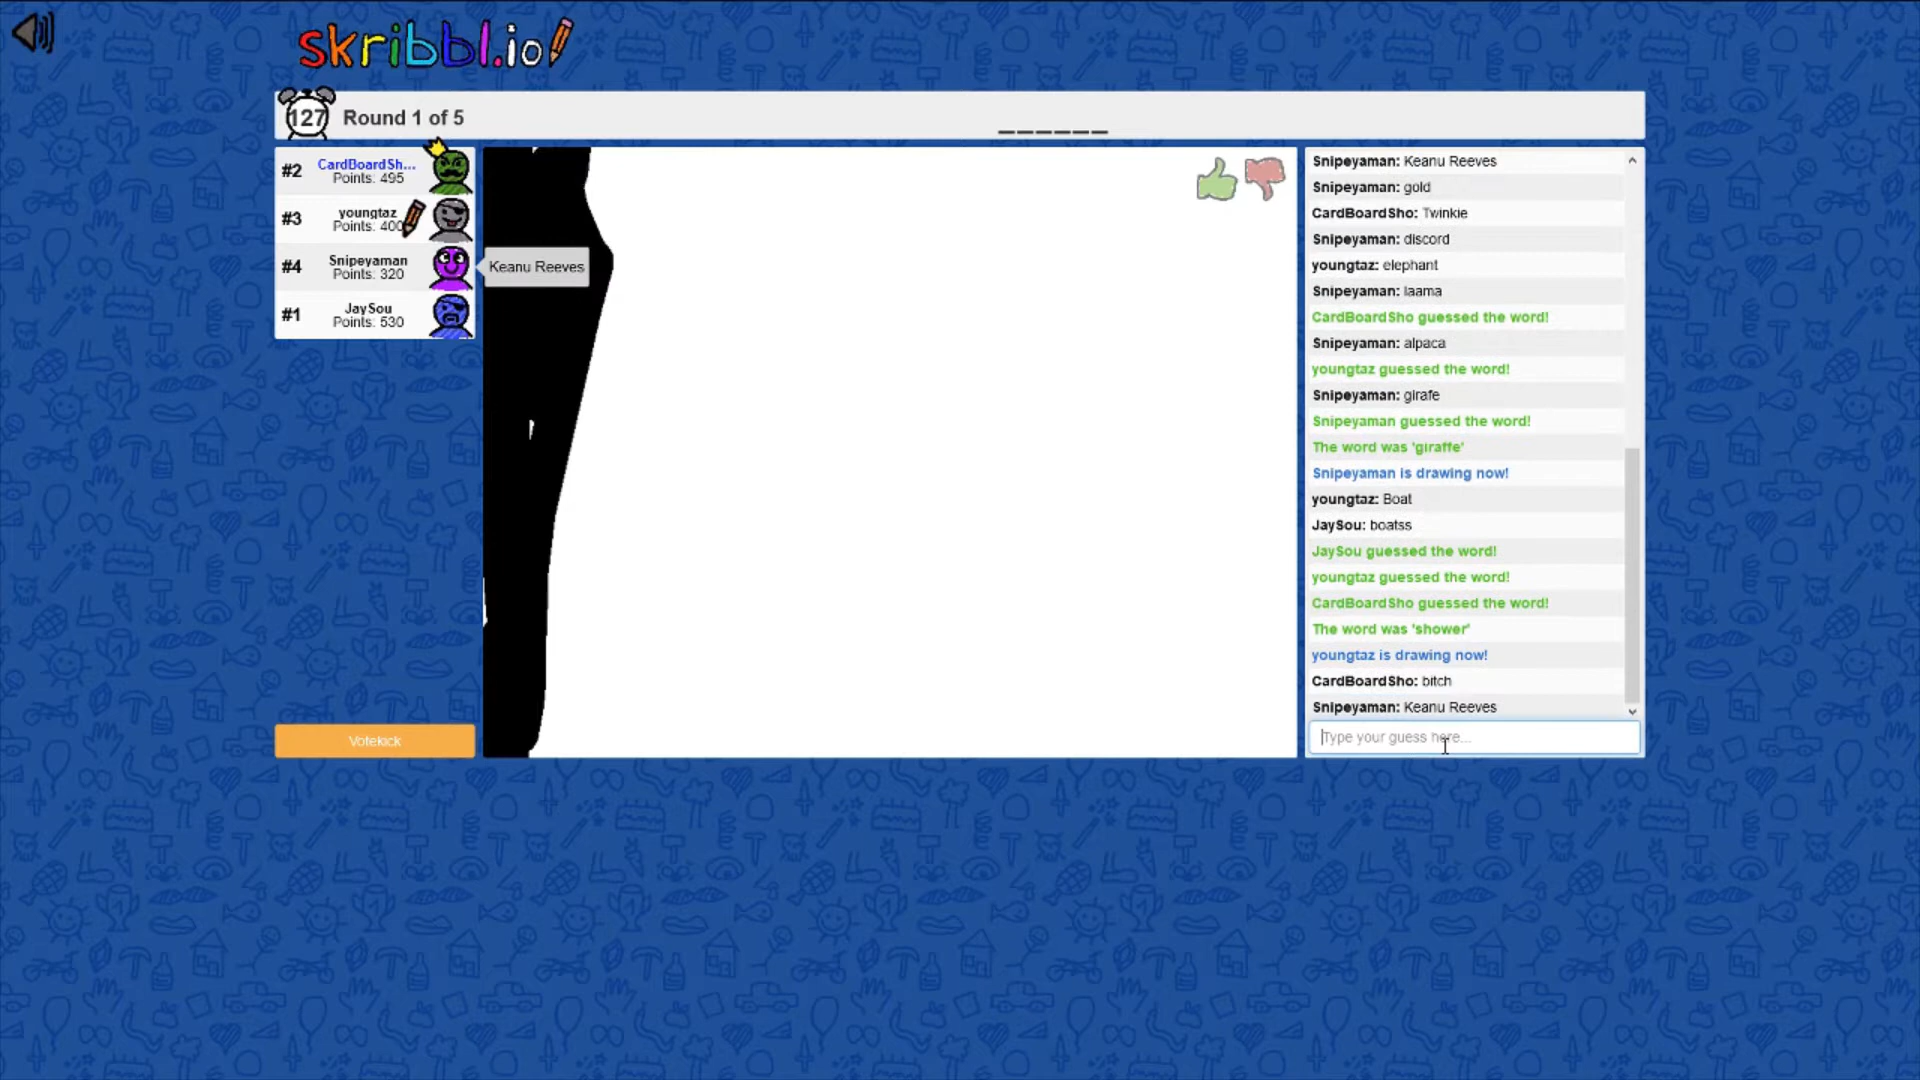 skribbl.io
127 Round 1 of 5 ______
#2 CardBoardSh...
Points: 495
#3 youngtaz
Points: 400
#4 Snipeyaman
Points: 320
#1 JaySou
Points: 530
Keanu Reeves
Votekick
Snipeyaman: Keanu Reeves
Snipeyaman: gold
CardBoardSho: Twinkie
Snipeyaman: discord
youngtaz: elephant
Snipeyaman: laama
CardBoardSho guessed the word!
Snipeyaman: alpaca
youngtaz guessed the word!
Snipeyaman: girafe
Snipeyaman guessed the word!
The word was 'giraffe'
Snipeyaman is drawing now!
youngtaz: Boat
JaySou: boatss
JaySou guessed the word!
youngtaz guessed the word!
CardBoardSho guessed the word!
The word was 'shower'
youngtaz is drawing now!
CardBoardSho: bitch
Snipeyaman: Keanu Reeves
Type your guess here...